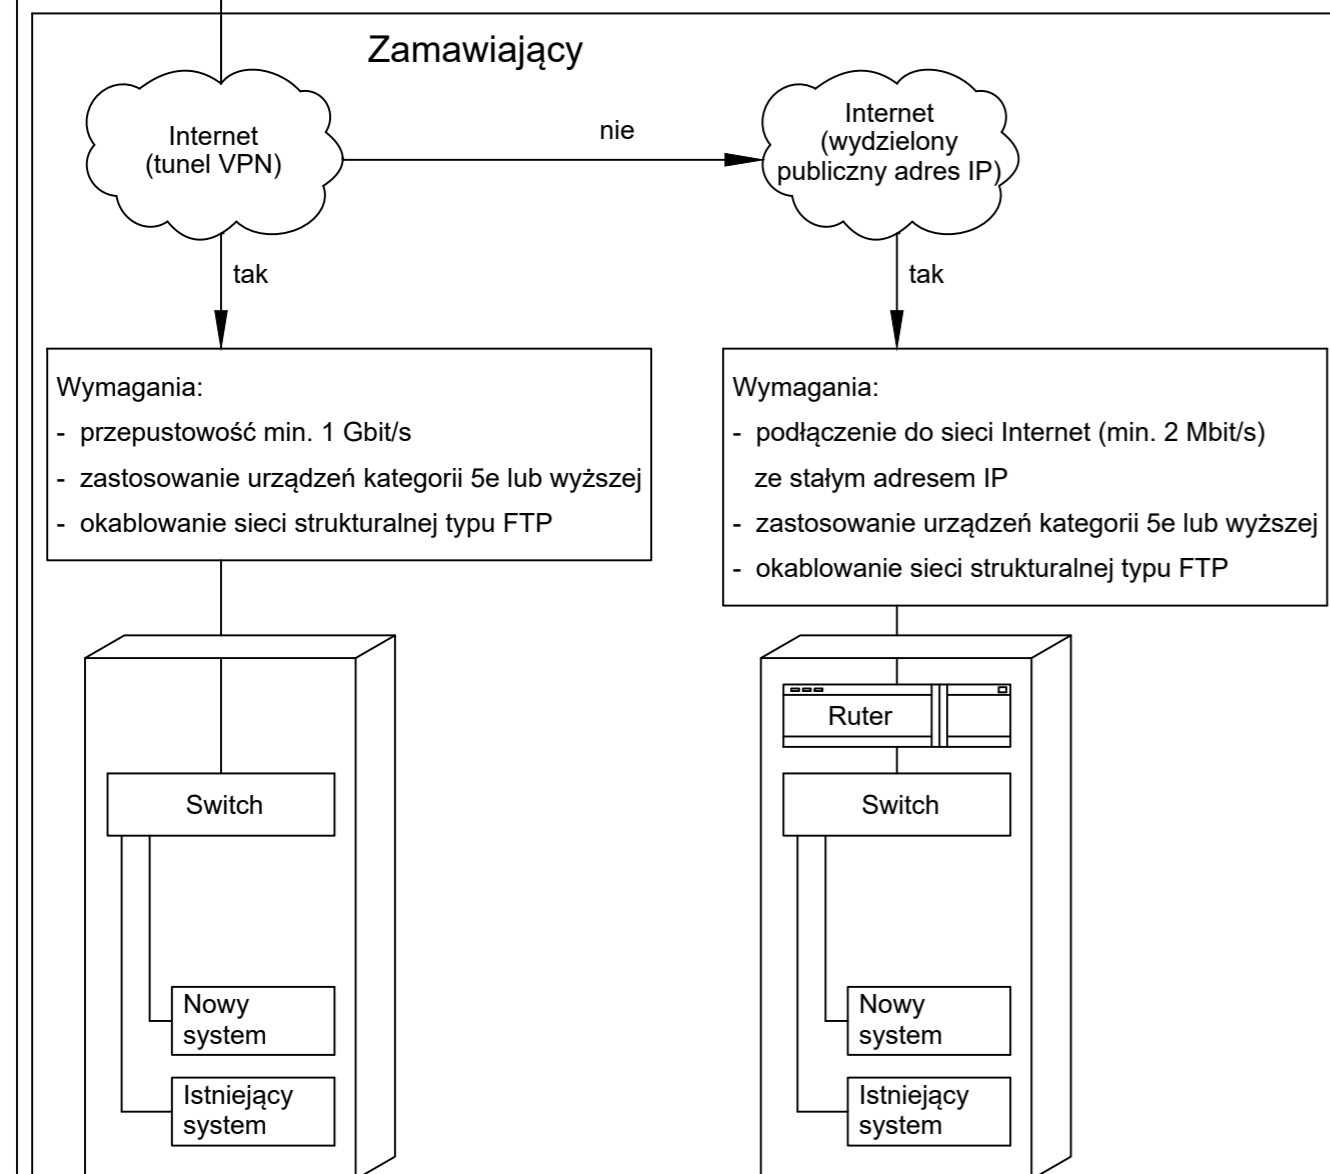 Zamawiający
Internet
(tunel VPN)
nie
Internet
(wydzielony
publiczny adres IP)
tak
tak
Wymagania:
- przepustowość min. 1 Gbit/s
- zastosowanie urządzeń kategorii 5e lub wyższej
- okablowanie sieci strukturalnej typu FTP
Wymagania:
- podłączenie do sieci Internet (min. 2 Mbit/s)
ze stałym adresem IP
- zastosowanie urządzeń kategorii 5e lub wyższej
- okablowanie sieci strukturalnej typu FTP
Switch
Nowy
system
Istniejący
system
Ruter
Switch
Nowy
system
Istniejący
system